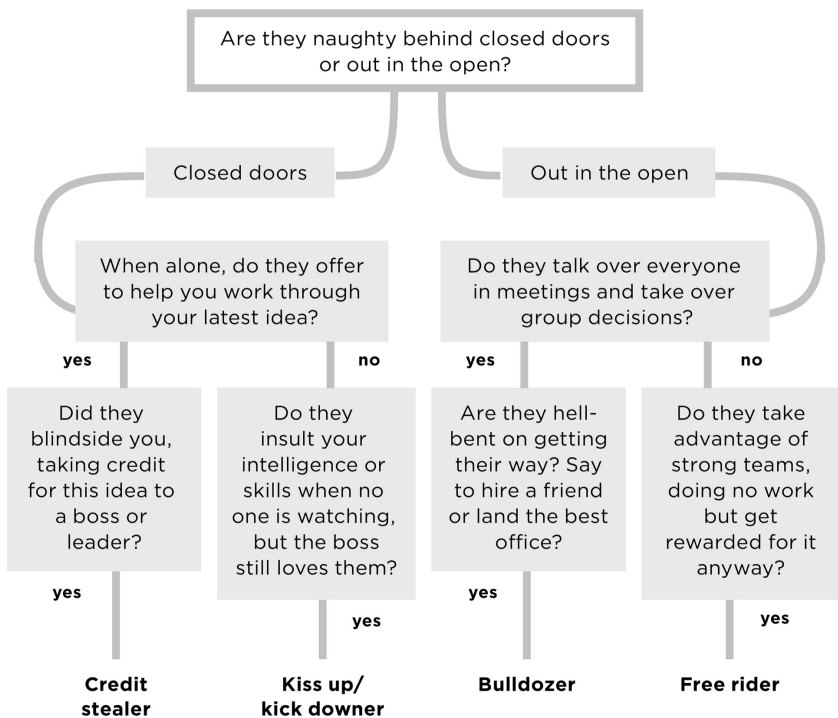 Are they naughty behind closed doors
or out in the open?
Closed doors
Out in the open
When alone, do they offer
to help you work through
your latest idea?
Do they talk over everyone
in meetings and take over
group decisions?
yes
no
yes
no
Did they
blindside you,
taking credit
for this idea to
a boss or
leader?
Do they
insult your
intelligence or
skills when no
one is watching,
but the boss
still loves them?
Are they hell-
bent on getting
their way? Say
to hire a friend
or land the best
office?
Do they take
advantage of
strong teams,
doing no work
but get
rewarded for it
anyway?
yes
yes
yes
yes
Credit
stealer
Kiss up/
kick downer
Bulldozer
Free rider